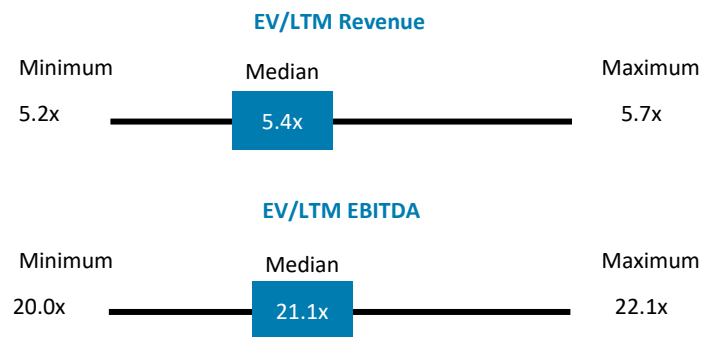 EV/LTM Revenue
Minimum Median Maximum
5.2x 5.4x 5.7x
EV/LTM EBITDA
Minimum Median Maximum
20.0x 21.1x 22.1x